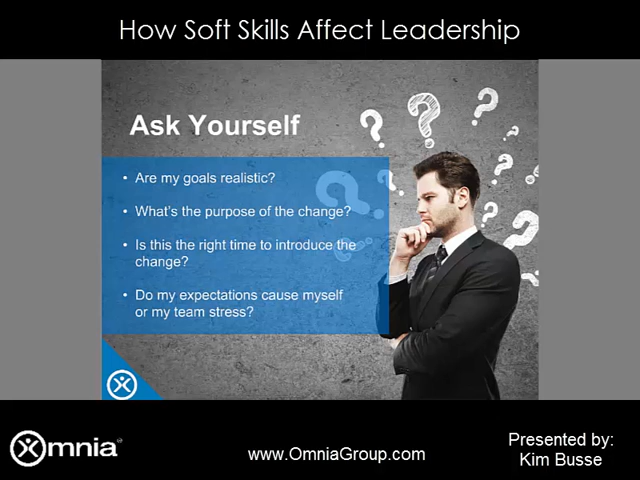 How Soft Skills Affect Leadership
Ask Yourself
• Are my goals realistic?
• What's the purpose of the change?
• Is this the right time to introduce the
change?
• Do my expectations cause myself
or my team stress?
Omnia
www.OmniaGroup.com
Presented by:
Kim Busse